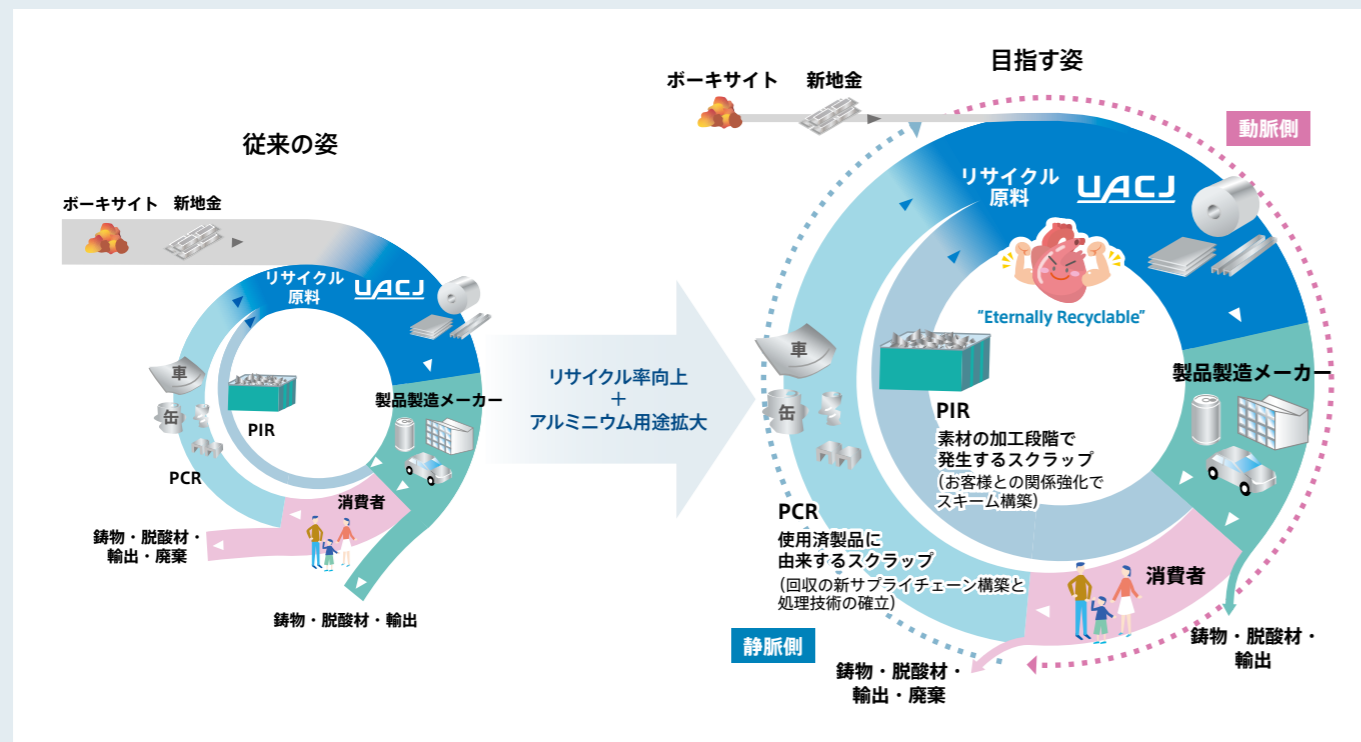 従来の姿
ボーキサイト
新地金
リサイクル
原料
UACJ
車
缶
PIR
PCR
製品製造メーカー
消費者
鋳物・脱酸材・
輸出・廃棄
鋳物・脱酸材・輸出
リサイクル率向上
+
アルミニウム用途拡大
目指す姿
ボーキサイト
新地金
動脈側
リサイクル
原料
UACJ
"Eternally Recyclable"
車
缶
製品製造メーカー
PIR
素材の加工段階で
発生するスクラップ
(お客様との関係強化で
スキーム構築)
PCR
使用済製品に
由来するスクラップ
(回収の新サプライチェーン構築と
処理技術の確立)
消費者
静脈側
鋳物・脱酸材・
輸出
鋳物・脱酸材・
輸出・廃棄